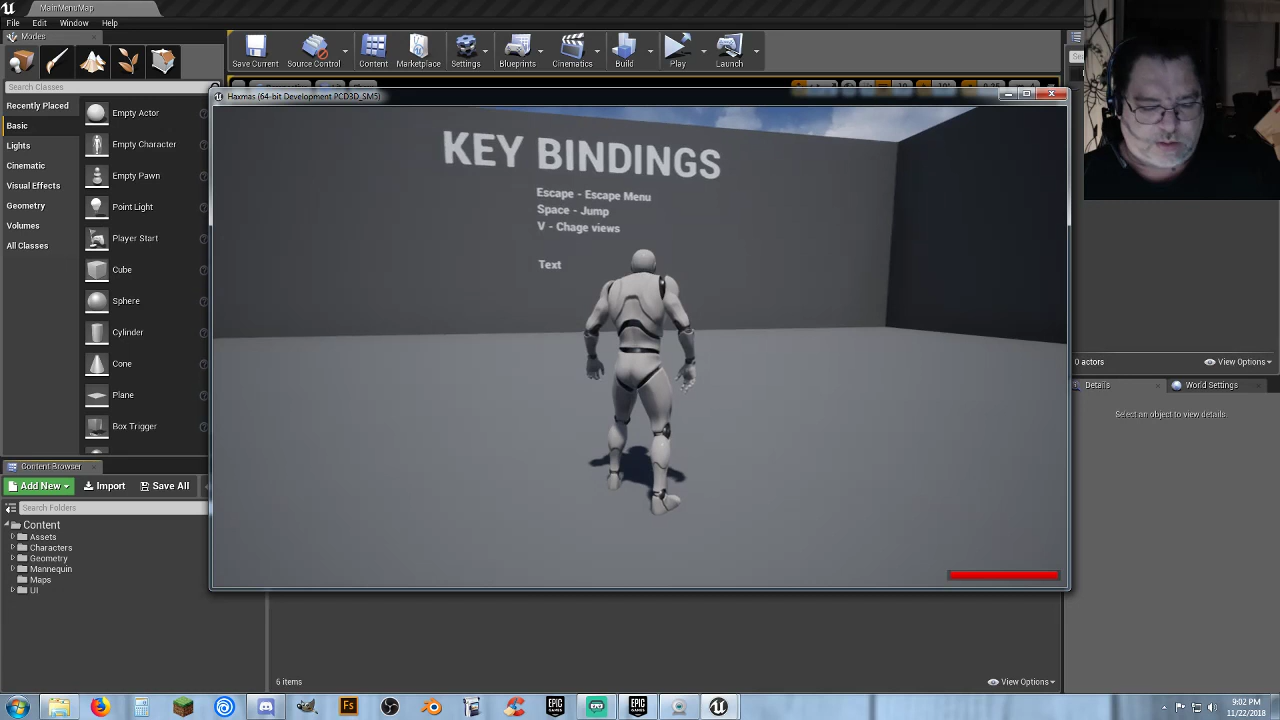 MainMenuMap
File Edit Window Help
Modes
Search Classes
Recently Placed
Basic
Lights
Cinematic
Visual Effects
Geometry
Volumes
All Classes
Empty Actor
Empty Character
Empty Pawn
Point Light
Player Start
Cube
Sphere
Cylinder
Cone
Plane
Box Trigger
Save Current Source Control Content Marketplace Settings Blueprints Cinematics Build Play Launch
Haxmas (64-bit Development PCD3D_SM5)
KEY BINDINGS
Escape - Escape Menu
Space - Jump
V - Chage views
Text
0 actors View Options
Details World Settings
Select an object to view details.
Content Browser
Add New Import Save All
Search Folders
Content
Assets
Characters
Geometry
Mannequin
Maps
UI
6 items View Options
Fs
EPIC GAMES
EPIC GAMES
9:02 PM
11/22/2018